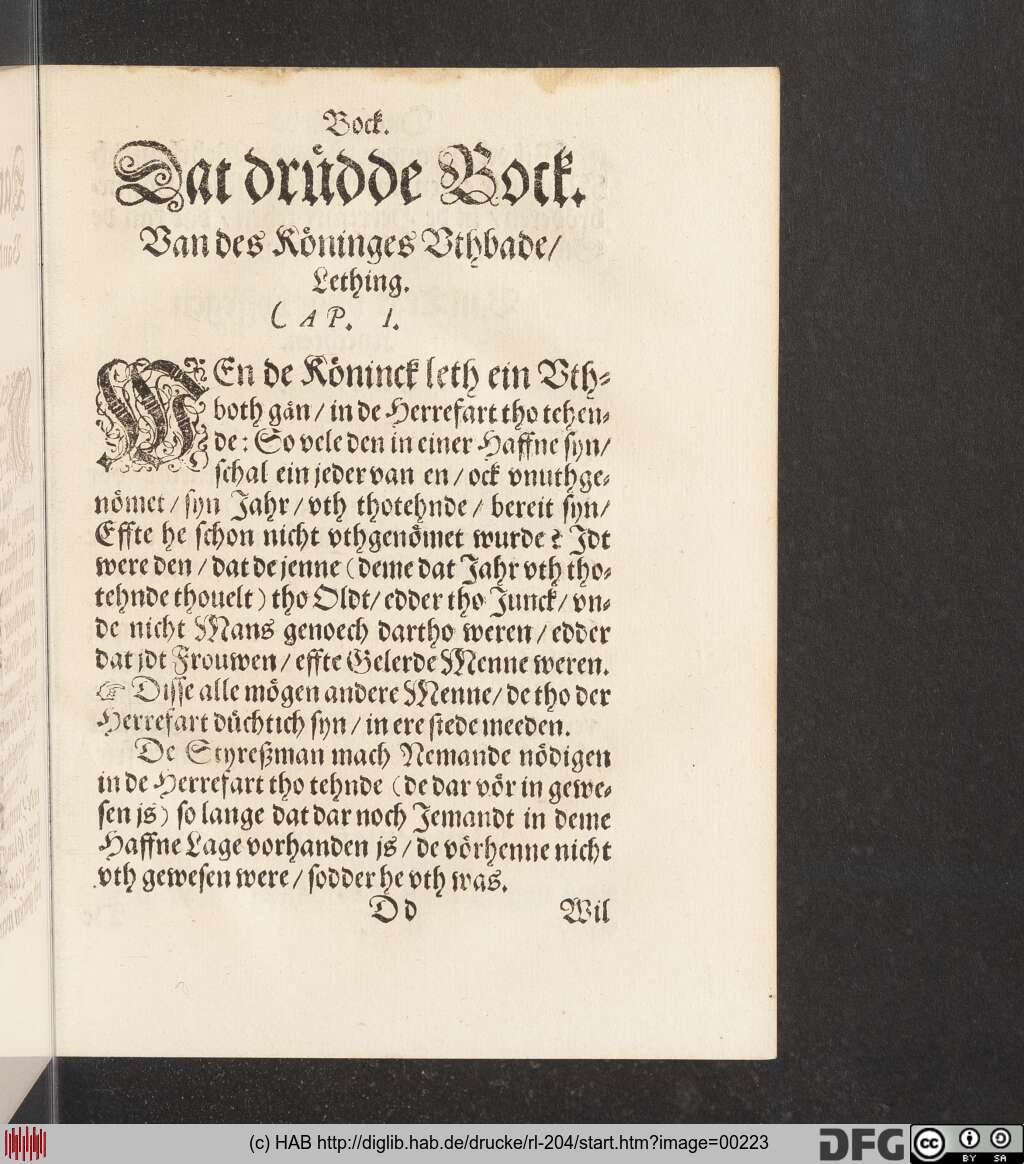 Bock.
Dat drüdde Bock.
Van des Köninges Vthbade/
Lething.
CAP. I.
WEn de Köninck leth ein Vth-
both gån/ in de Herrefart tho tehen-
de: So vele den in einer Haffne syn/
schal ein jeder van en/ ock vnuthge-
nömet/ syn Jahr/ vth thotehnde/ bereit syn/
Effte he schon nicht vthgenömet wurde? Jdt
were den/ dat de jenne (deme dat Jahr vth tho-
tehnde thouelt) tho Oldt/ edder tho Junck/ vn-
de nicht Mans genoech dartho weren/ edder
dat jdt Frouwen/ effte Gelerde Menne weren.
☞ Disse alle mögen andere Menne/ de tho der
Herrefart düchtich syn/ in ere stede meeden.
De Styreßman mach Nemande nödigen
in de Herrefart tho tehnde (de dar vör in gewe-
sen js) so lange dat dar noch Jemandt in deme
Haffne Lage vorhanden js/ de vörhenne nicht
vth gewesen were/ sodder he vth was.
D d Wil
(c) HAB http://diglib.hab.de/drucke/rl-204/start.htm?image=00223
DFG cc BY SA